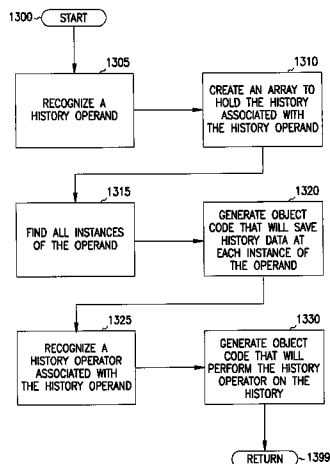 1300
START
1305
RECOGNIZE A
HISTORY OPERAND
1310
CREATE AN ARRAY TO
HOLD THE HISTORY
ASSOCIATED WITH
THE HISTORY OPERAND
1315
FIND ALL INSTANCES
OF THE OPERAND
1320
GENERATE OBJECT
CODE THAT WILL SAVE
HISTORY DATA AT
EACH INSTANCE OF
THE OPERAND
1325
RECOGNIZE A
HISTORY OPERATOR
ASSOCIATED WITH
THE HISTORY OPERAND
1330
GENERATE OBJECT
CODE THAT WILL
PERFORM THE HISTORY
OPERATOR ON THE
HISTORY
RETURN
1399